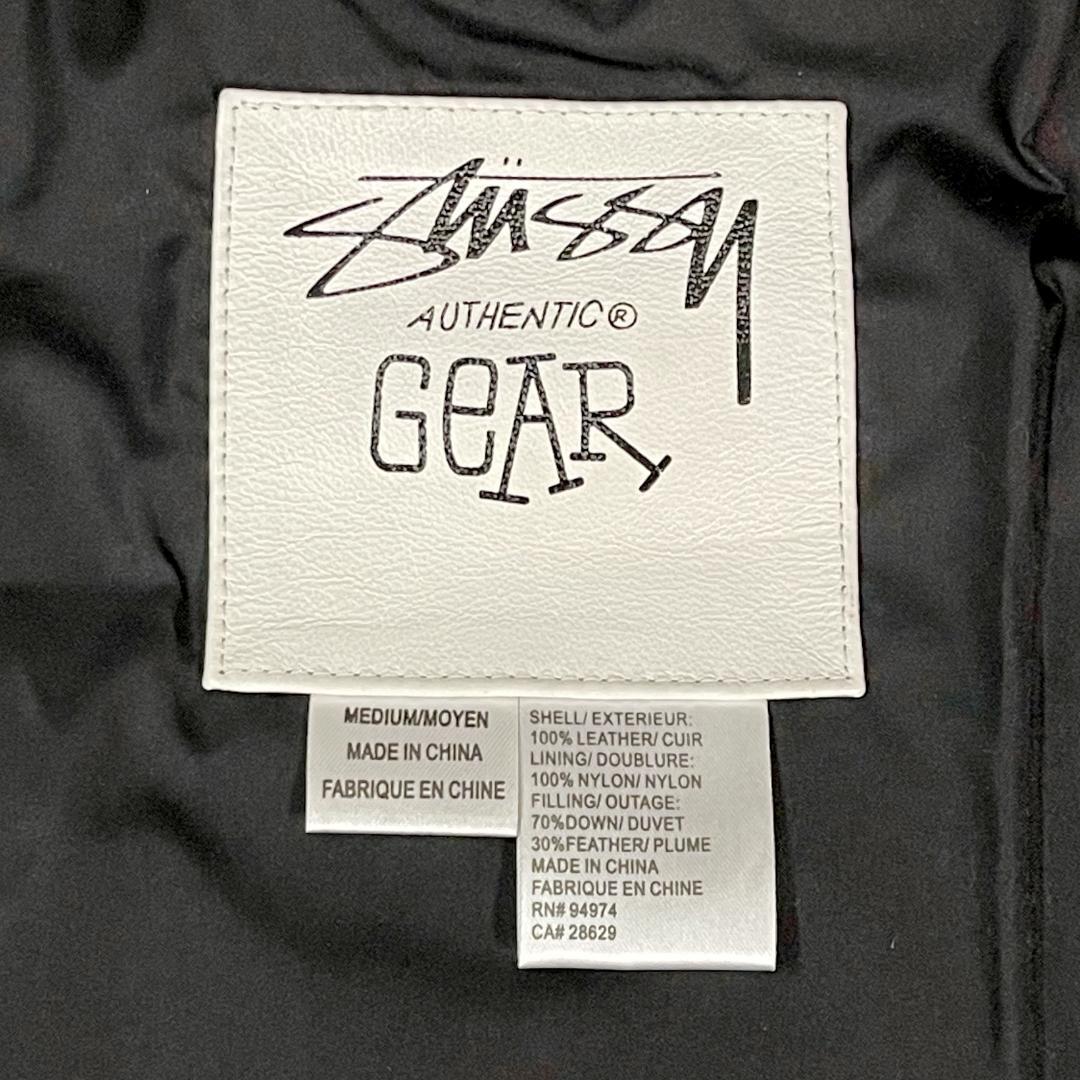 Stüssy
AUTHENTIC®
GeAR
MEDIUM/MOYEN
MADE IN CHINA
FABRIQUE EN CHINE
SHELL/ EXTERIEUR:
100% LEATHER/ CUIR
LINING/ DOUBLURE:
100% NYLON/ NYLON
FILLING/ OUTAGE:
70%DOWN/ DUVET
30%FEATHER/ PLUME
MADE IN CHINA
FABRIQUE EN CHINE
RN# 94974
CA# 28629